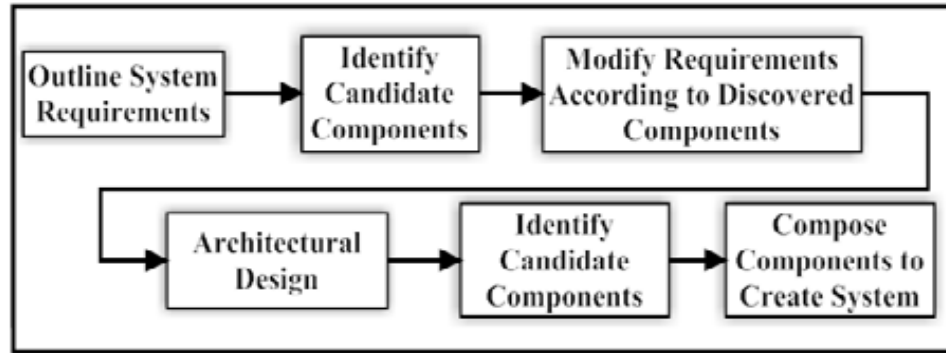 Outline System
Requirements
Identify
Candidate
Components
Modify Requirements
According to Discovered
Components
Architectural
Design
Identify
Candidate
Components
Compose
Components to
Create System